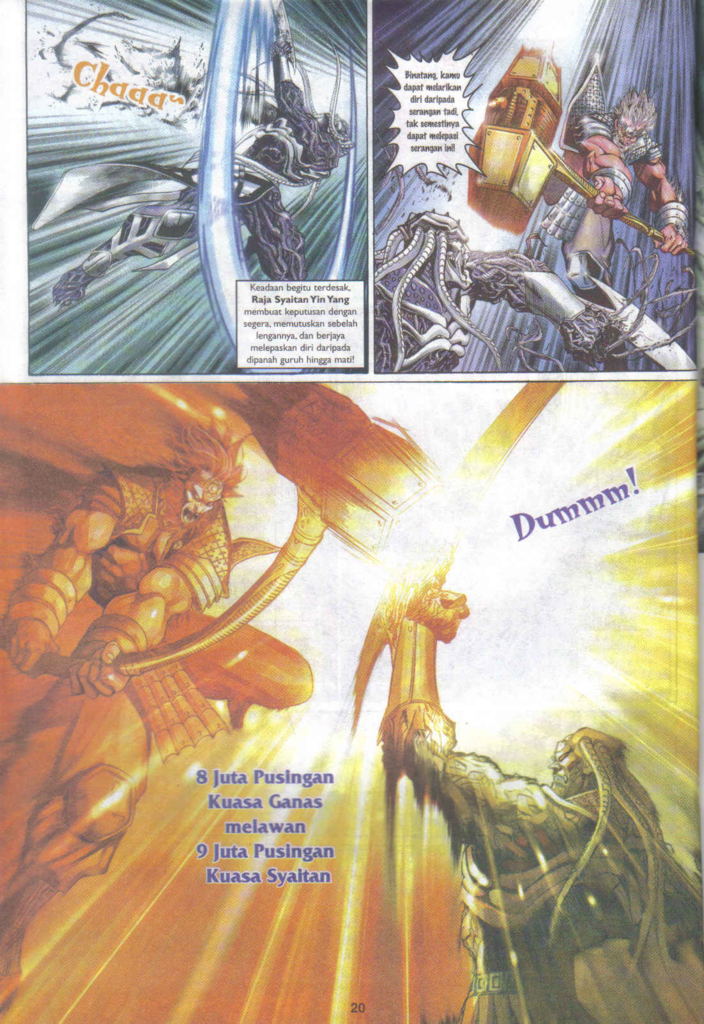 Chaaaa~
Keadaan begitu terdesak,
Raja Syaitan Yin Yang
membuat keputusan dengan
segera, memutuskan sebelah
lengannya, dan berjaya
melepaskan diri daripada
dipanah guruh hingga mati!
Binatang, kamu
dapat melarikan
diri daripada
serangan tadi,
tak semestinya
dapat melepasi
serangan ini!!
Dummm!
8 Juta Pusingan
Kuasa Ganas
melawan
9 Juta Pusingan
Kuasa Syaitan
20